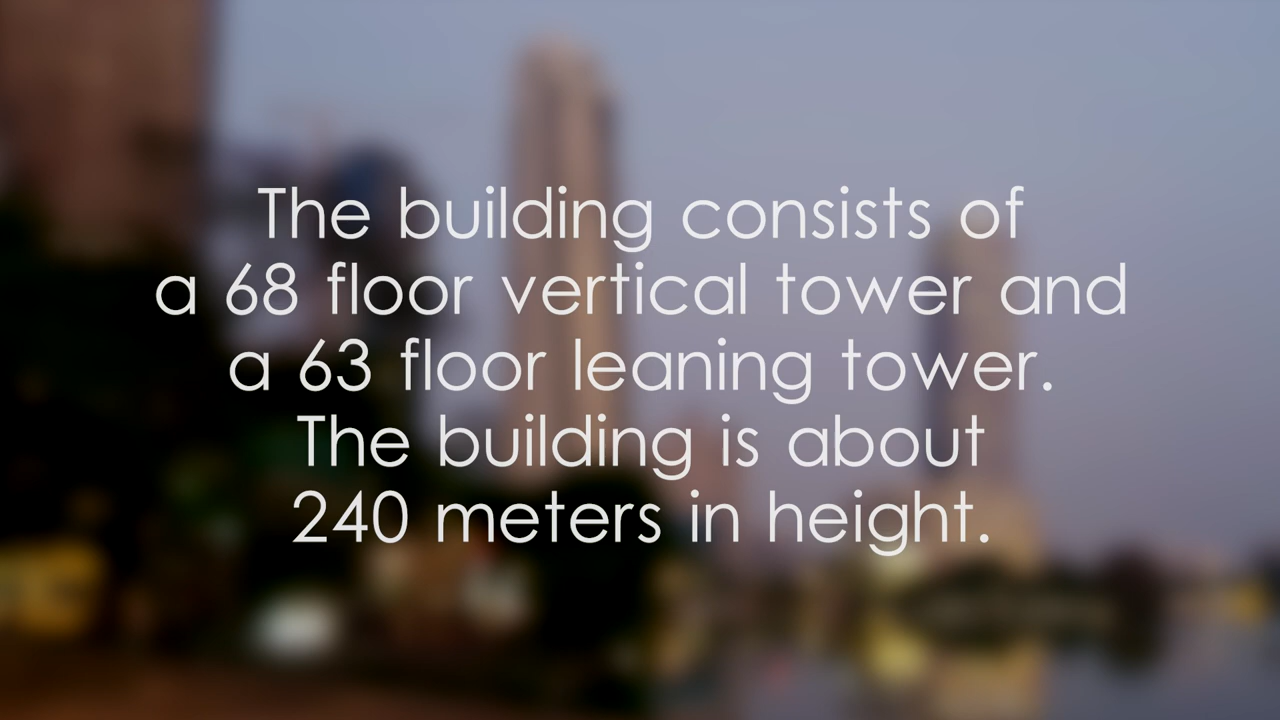 The building consists of
a 68 floor vertical tower and
a 63 floor leaning tower.
The building is about
240 meters in height.